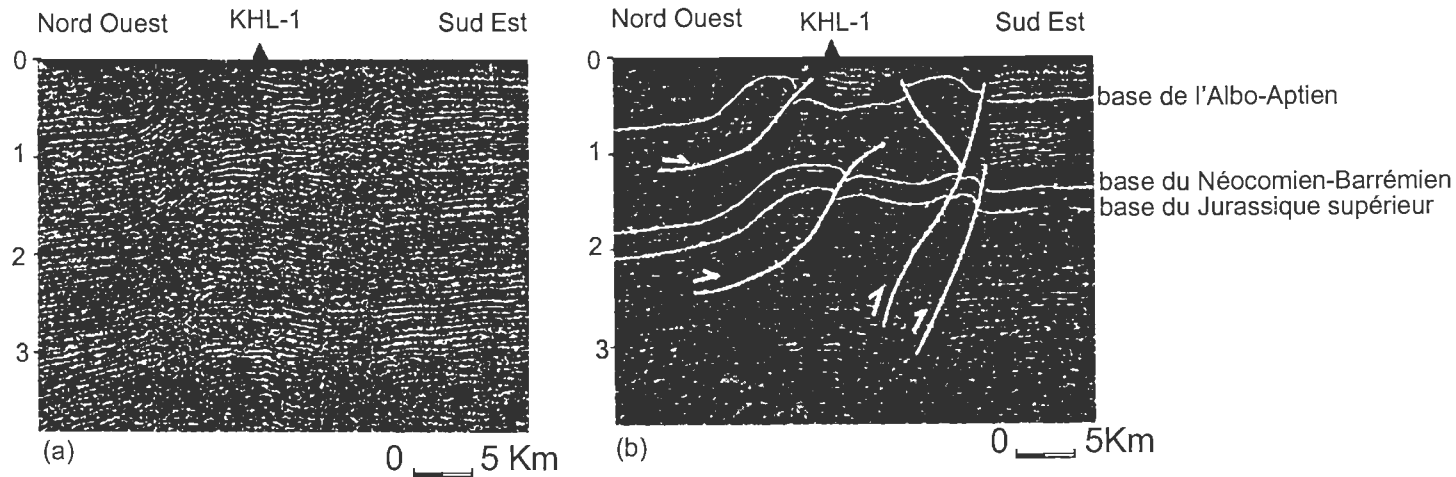 Nord Ouest
KHL-1
Sud Est
0
1
2
3
(a)
0 5 Km
Nord Ouest
KHL-1
Sud Est
0
1
2
3
base de l'Albo-Aptien
base du Néocomien-Barrémien
base du Jurassique supérieur
(b)
0 5Km